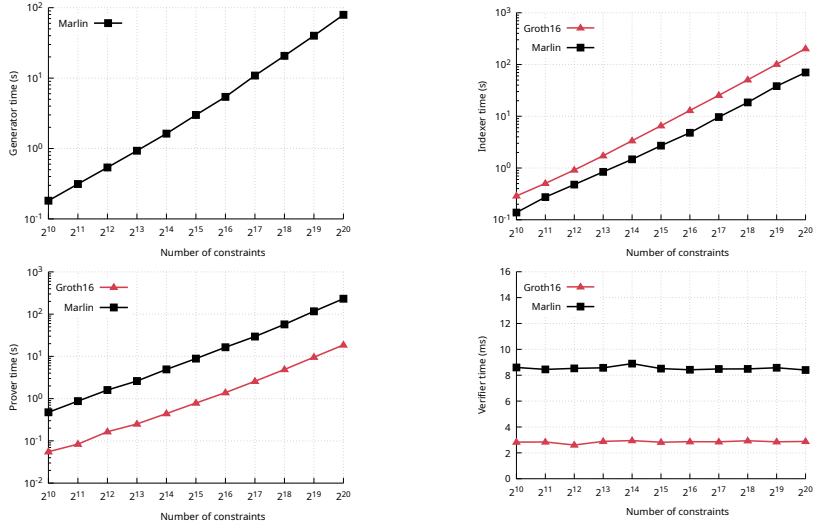 10²
Marlin
10¹
Generator time (s)
10⁰
10⁻¹
2¹⁰ 2¹¹ 2¹² 2¹³ 2¹⁴ 2¹⁵ 2¹⁶ 2¹⁷ 2¹⁸ 2¹⁹ 2²⁰
Number of constraints
10³
Groth16
Marlin
10²
Indexer time (s)
10¹
10⁰
10⁻¹
2¹⁰ 2¹¹ 2¹² 2¹³ 2¹⁴ 2¹⁵ 2¹⁶ 2¹⁷ 2¹⁸ 2¹⁹ 2²⁰
Number of constraints
10³
Groth16
Marlin
10²
10¹
Prover time (s)
10⁰
10⁻¹
10⁻²
2¹⁰ 2¹¹ 2¹² 2¹³ 2¹⁴ 2¹⁵ 2¹⁶ 2¹⁷ 2¹⁸ 2¹⁹ 2²⁰
Number of constraints
16
Groth16
14
Marlin
12
10
Verifier time (ms)
8
6
4
2
0
2¹⁰ 2¹¹ 2¹² 2¹³ 2¹⁴ 2¹⁵ 2¹⁶ 2¹⁷ 2¹⁸ 2¹⁹ 2²⁰
Number of constraints